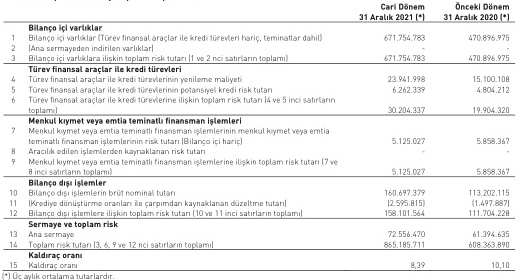 Cari Dönem Önceki Dönem
31 Aralık 2021 (*) 31 Aralık 2020 (*)
Bilanço içi varlıklar
1 Bilanço içi varlıklar (Türev finansal araçlar ile kredi türevleri hariç, teminatlar dahil) 671.754.783 470.896.975
2 (Ana sermayeden indirilen varlıklar) - -
3 Bilanço içi varlıklara ilişkin toplam risk tutarı (1 ve 2 nci satırların toplamı) 671.754.783 470.896.975
Türev finansal araçlar ile kredi türevleri
4 Türev finansal araçlar ile kredi türevlerinin yenileme maliyeti 23.941.998 15.100.108
5 Türev finansal araçlar ile kredi türevlerinin potansiyel kredi risk tutarı 6.262.339 4.804.212
6 Türev finansal araçlar ile kredi türevlerine ilişkin toplam risk tutarı (4 ve 5 inci satırların
toplamı) 30.204.337 19.904.320
Menkul kıymet veya emtia teminatlı finansman işlemleri
7 Menkul kıymet veya emtia teminatlı finansman işlemlerinin menkul kıymet veya emtia
teminatlı finansman işlemlerinin risk tutarı (Bilanço içi hariç) 5.125.027 5.858.367
8 Aracılık edilen işlemlerden kaynaklanan risk tutarı - -
9 Menkul kıymet veya emtia teminatlı finansman işlemlerine ilişkin toplam risk tutarı (7 ve
8 inci satırların toplamı) 5.125.027 5.858.367
Bilanço dışı işlemler
10 Bilanço dışı işlemlerin brüt nominal tutarı 160.697.379 113.202.115
11 (Krediye dönüştürme oranları ile çarpımdan kaynaklanan düzeltme tutarı) (2.595.815) (1.497.887)
12 Bilanço dışı işlemlere ilişkin toplam risk tutarı (10 ve 11 inci satırların toplamı) 158.101.564 111.704.228
Sermaye ve toplam risk
13 Ana sermaye 72.556.470 61.394.635
14 Toplam risk tutarı (3, 6, 9 ve 12 nci satırların toplamı) 865.185.711 608.363.890
Kaldıraç oranı
15 Kaldıraç oranı 8,39 10,10
(*) Üç aylık ortalama tutarlardır.